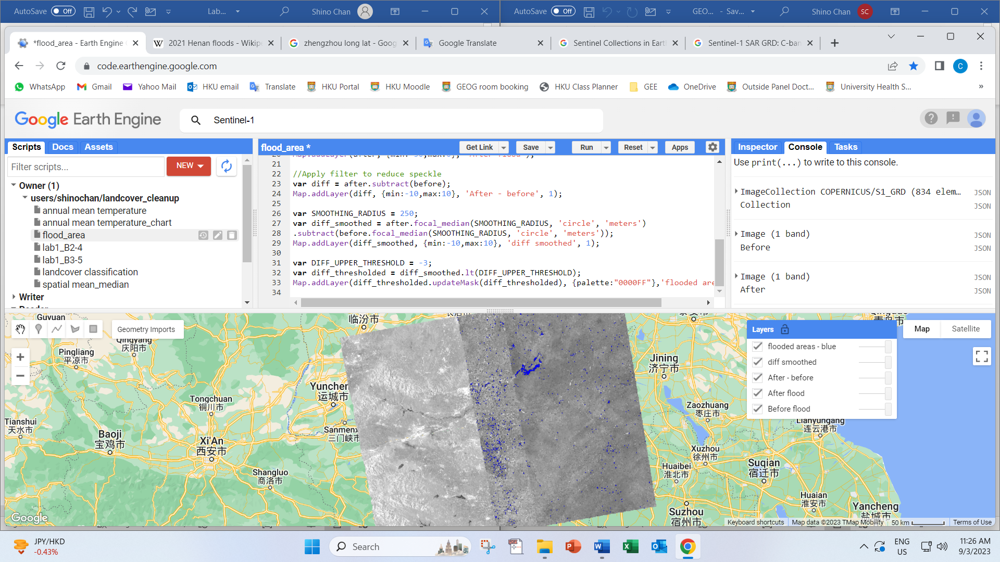 AutoSave Off Lab... Shino Chan
AutoSave Off GEO... - Sav... Shino Chan SC
*flood_area - Earth Engine
W 2021 Henan floods - Wikip
zhengzhou long lat - Goog
Google Translate
Sentinel Collections in Eart
Sentinel-1 SAR GRD: C-ban
code.earthengine.google.com
C
WhatsApp Gmail Yahoo Mail HKU email Translate HKU Portal HKU Moodle GEOG room booking HKU Class Planner GEE OneDrive Outside Panel Doct... University Health S... »
Google Earth Engine
Sentinel-1
Scripts Docs Assets
Filter scripts...
NEW
Owner (1)
users/shinochan/landcover_cleanup
annual mean temperature
annual mean temperature_chart
flood_area
lab1_B2-4
lab1_B3-5
landcover classification
spatial mean_median
Writer
Reader
flood_area *
Get Link Save Run Reset Apps
20 Map.addLayer(after, {min:-30,max:0}, 'After flood');
21
22 //Apply filter to reduce speckle
23 var diff = after.subtract(before);
24 Map.addLayer(diff, {min:-10,max:10}, 'After - before', 1);
25
26 var SMOOTHING_RADIUS = 250;
27 var diff_smoothed = after.focal_median(SMOOTHING_RADIUS, 'circle', 'meters')
28 .subtract(before.focal_median(SMOOTHING_RADIUS, 'circle', 'meters'));
29 Map.addLayer(diff_smoothed, {min:-10,max:10}, 'diff smoothed', 1);
30
31 var DIFF_UPPER_THRESHOLD = -3;
32 var diff_thresholded = diff_smoothed.lt(DIFF_UPPER_THRESHOLD);
33 Map.addLayer(diff_thresholded.updateMask(diff_thresholded), {palette:"0000FF"},'flooded are
34
Inspector Console Tasks
Use print(...) to write to this console.
ImageCollection COPERNICUS/S1_GRD (834 elem... JSON
Collection JSON
Image (1 band) JSON
Before JSON
Image (1 band) JSON
After JSON
Geometry Imports
Layers
flooded areas - blue
diff smoothed
After - before
After flood
Before flood
Map Satellite
Guyuan
临汾市
Qingyang
庆阳市
Pingliang
平凉市
Tongchuan
铜川市
Yunchen
运城市
Tianshui
天水市
Baoji
宝鸡市
Xi'An
西安市
Sanmenx
三门峡市
Shangluo
商洛市
Jining
济宁市
Zaozhuang
枣庄市
Lianyungang
连云港市
Xuzhou
徐州市
Huaibei
淮北市
Suqian
宿迁市
Huaian
淮安市
Suzhou
宿州市
Yancheng
盐城市
Google
Keyboard shortcuts Map data ©2023 TMap Mobility 50 km Terms of Use
JPY/HKD
-0.43%
Search
ENG
US
11:26 AM
9/3/2023